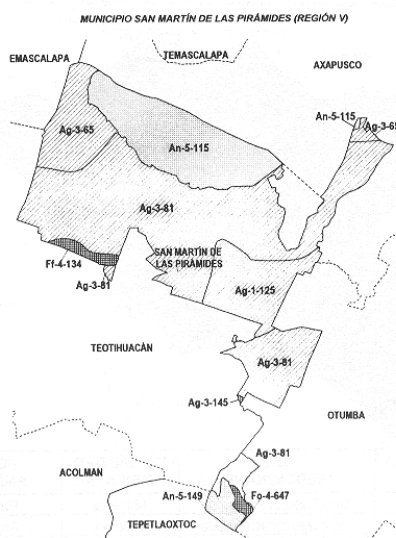 MUNICIPIO SAN MARTÍN DE LAS PIRÁMIDES (REGIÓN V)
EMASCALAPA
TEMASCALAPA
AXAPUSCO
An-5-115
Ag-3-65
Ag-3-65
An-5-115
Ag-3-81
SAN MARTÍN DE
LAS PIRÁMIDES
Ff-4-134
Ag-3-81
Ag-1-125
TEOTIHUACÁN
Ag-3-81
Ag-3-145
OTUMBA
Ag-3-81
ACOLMAN
An-5-149
Fo-4-647
TEPETLAOXTOC